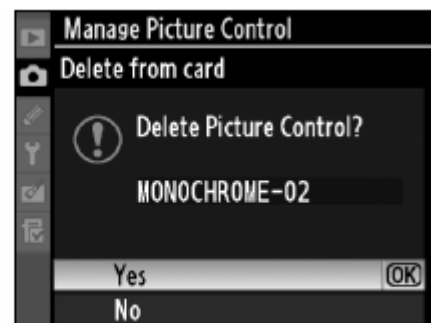 Manage Picture Control
Delete from card
Delete Picture Control?
MONOCHROME-02
Yes OK
No